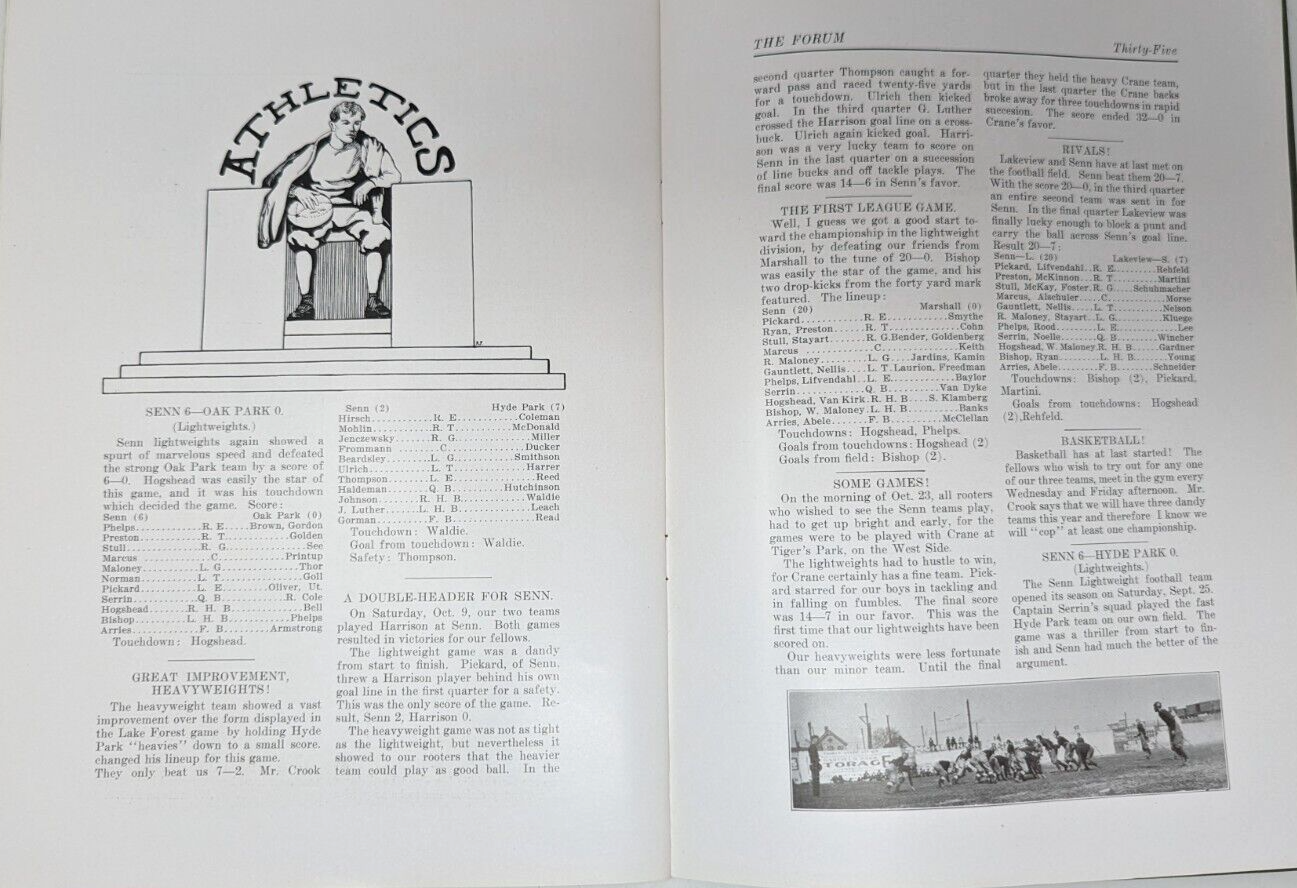 ATHLETICS
SENN 6—OAK PARK 0.
(Lightweights.)
Senn lightweights again showed a
spurt of marvelous speed and defeated
the strong Oak Park team by a score of
6—0. Hogshead was easily the star of
this game, and it was his touchdown
which decided the game. Score:
Senn (6) Oak Park (0)
Phelps.............R. E.....Brown, Gordon
Preston............R. T............Golden
Stull..............R. G..............See
Marcus .............C............Printup
Maloney...........L. G..............Thor
Norman............L. T..............Goll
Pickard...........L. E........Oliver, Ut.
Serrin............Q. B...........R. Cole
Hogshead........R. H. B.............Bell
Bishop..........L. H. B...........Phelps
Arries............F. B.........Armstrong
Touchdown: Hogshead.
GREAT IMPROVEMENT,
HEAVYWEIGHTS!
The heavyweight team showed a vast
improvement over the form displayed in
the Lake Forest game by holding Hyde
Park "heavies" down to a small score.
changed his lineup for this game.
They only beat us 7—2. Mr. Crook
Senn (2) Hyde Park (7)
Hirsch............R. E............Coleman
Mohlin............R. T..........McDonald
Jenczewsky........R. G............Miller
Frommann ..........C.............Ducker
Beardsley.........L. G..........Smithson
Ulrich............L. T............Harrer
Thompson..........L. E..............Reed
Haldeman..........Q. B........Hutchinson
Johnson.........R. H. B...........Waldie
J. Luther.......L. H. B............Leach
Gorman............F. B..............Read
Touchdown: Waldie.
Goal from touchdown: Waldie.
Safety: Thompson.
A DOUBLE-HEADER FOR SENN.
On Saturday, Oct. 9, our two teams
played Harrison at Senn. Both games
resulted in victories for our fellows.
The lightweight game was a dandy
from start to finish. Pickard, of Senn,
threw a Harrison player behind his own
goal line in the first quarter for a safety.
This was the only score of the game. Re-
sult, Senn 2, Harrison 0.
The heavyweight game was not as tight
as the lightweight, but nevertheless it
showed to our rooters that the heavier
team could play as good ball. In the
THE FORUM Thirty-Five
second quarter Thompson caught a for-
ward pass and raced twenty-five yards
for a touchdown. Ulrich then kicked
goal. In the third quarter G. Luther
crossed the Harrison goal line on a cross-
buck. Ulrich again kicked goal. Harri-
son was a very lucky team to score on
Senn in the last quarter on a succession
of line bucks and off tackle plays. The
final score was 14—6 in Senn's favor.
THE FIRST LEAGUE GAME.
Well, I guess we got a good start to-
ward the championship in the lightweight
division, by defeating our friends from
Marshall to the tune of 20—0. Bishop
was easily the star of the game, and his
two drop-kicks from the forty yard mark
featured. The lineup:
Senn (20) Marshall (0)
Pickard............R. E............Smythe
Ryan, Preston......R. T..............Cohn
Stull, Stayart.....R. G.Bender, Goldenberg
Marcus .............C..............Keith
R. Maloney.........L. G....Jardins, Kamin
Gauntlett, Nellis....L. T.Laurion, Freedman
Phelps, Lifvendahl..L. E............Baylor
Serrin.............Q. B..........Van Dyke
Hogshead, Van Kirk.R. H. B....S. Klamberg
Bishop, W. Maloney.L. H. B..........Banks
Arries, Abele.......F. B.........McClellan
Touchdowns: Hogshead, Phelps.
Goals from touchdowns: Hogshead (2)
Goals from field: Bishop (2).
SOME GAMES!
On the morning of Oct. 23, all rooters
who wished to see the Senn teams play,
had to get up bright and early, for the
games were to be played with Crane at
Tiger's Park, on the West Side.
The lightweights had to hustle to win,
for Crane certainly has a fine team. Pick-
ard starred for our boys in tackling and
in falling on fumbles. The final score
was 14—7 in our favor. This was the
first time that our lightweights have been
scored on.
Our heavyweights were less fortunate
than our minor team. Until the final
quarter they held the heavy Crane team,
but in the last quarter the Crane backs
broke away for three touchdowns in rapid
succesion. The score ended 32—0 in
Crane's favor.
RIVALS!
Lakeview and Senn have at last met on
the football field. Senn beat them 20—7.
With the score 20—0, in the third quarter
an entire second team was sent in for
Senn. In the final quarter Lakeview was
finally lucky enough to block a punt and
carry the ball across Senn's goal line.
Result 20—7:
Senn—L. (20) Lakeview—S. (7)
Pickard, Lifvendahl..R. E.........Rehfeld
Preston, McKinnon...R. T.........Martini
Stull, McKay, Foster.R. G.....Schuhmacher
Marcus, Alschuler.....C............Morse
Gauntlett, Nellis.....L. T..........Nelson
R. Maloney, Stayart..L. G..........Kluege
Phelps, Rood........L. E.............Lee
Serrin, Noelle.......Q. B.........Wincher
Hogshead, W. Maloney.R. H. B......Gardner
Bishop, Ryan........L. H. B........Young
Arries, Abele........F. B........Schneider
Touchdowns: Bishop (2), Pickard,
Martini.
Goals from touchdowns: Hogshead
(2),Rehfeld.
BASKETBALL!
Basketball has at last started! The
fellows who wish to try out for any one
of our three teams, meet in the gym every
Wednesday and Friday afternoon. Mr.
Crook says that we will have three dandy
teams this year and therefore I know we
will "cop" at least one championship.
SENN 6—HYDE PARK 0.
(Lightweights.)
The Senn Lightweight football team
opened its season on Saturday, Sept. 25.
Captain Serrin's squad played the fast
Hyde Park team on our own field. The
game was a thriller from start to fin-
ish and Senn had much the better of the
argument.
TORAGE